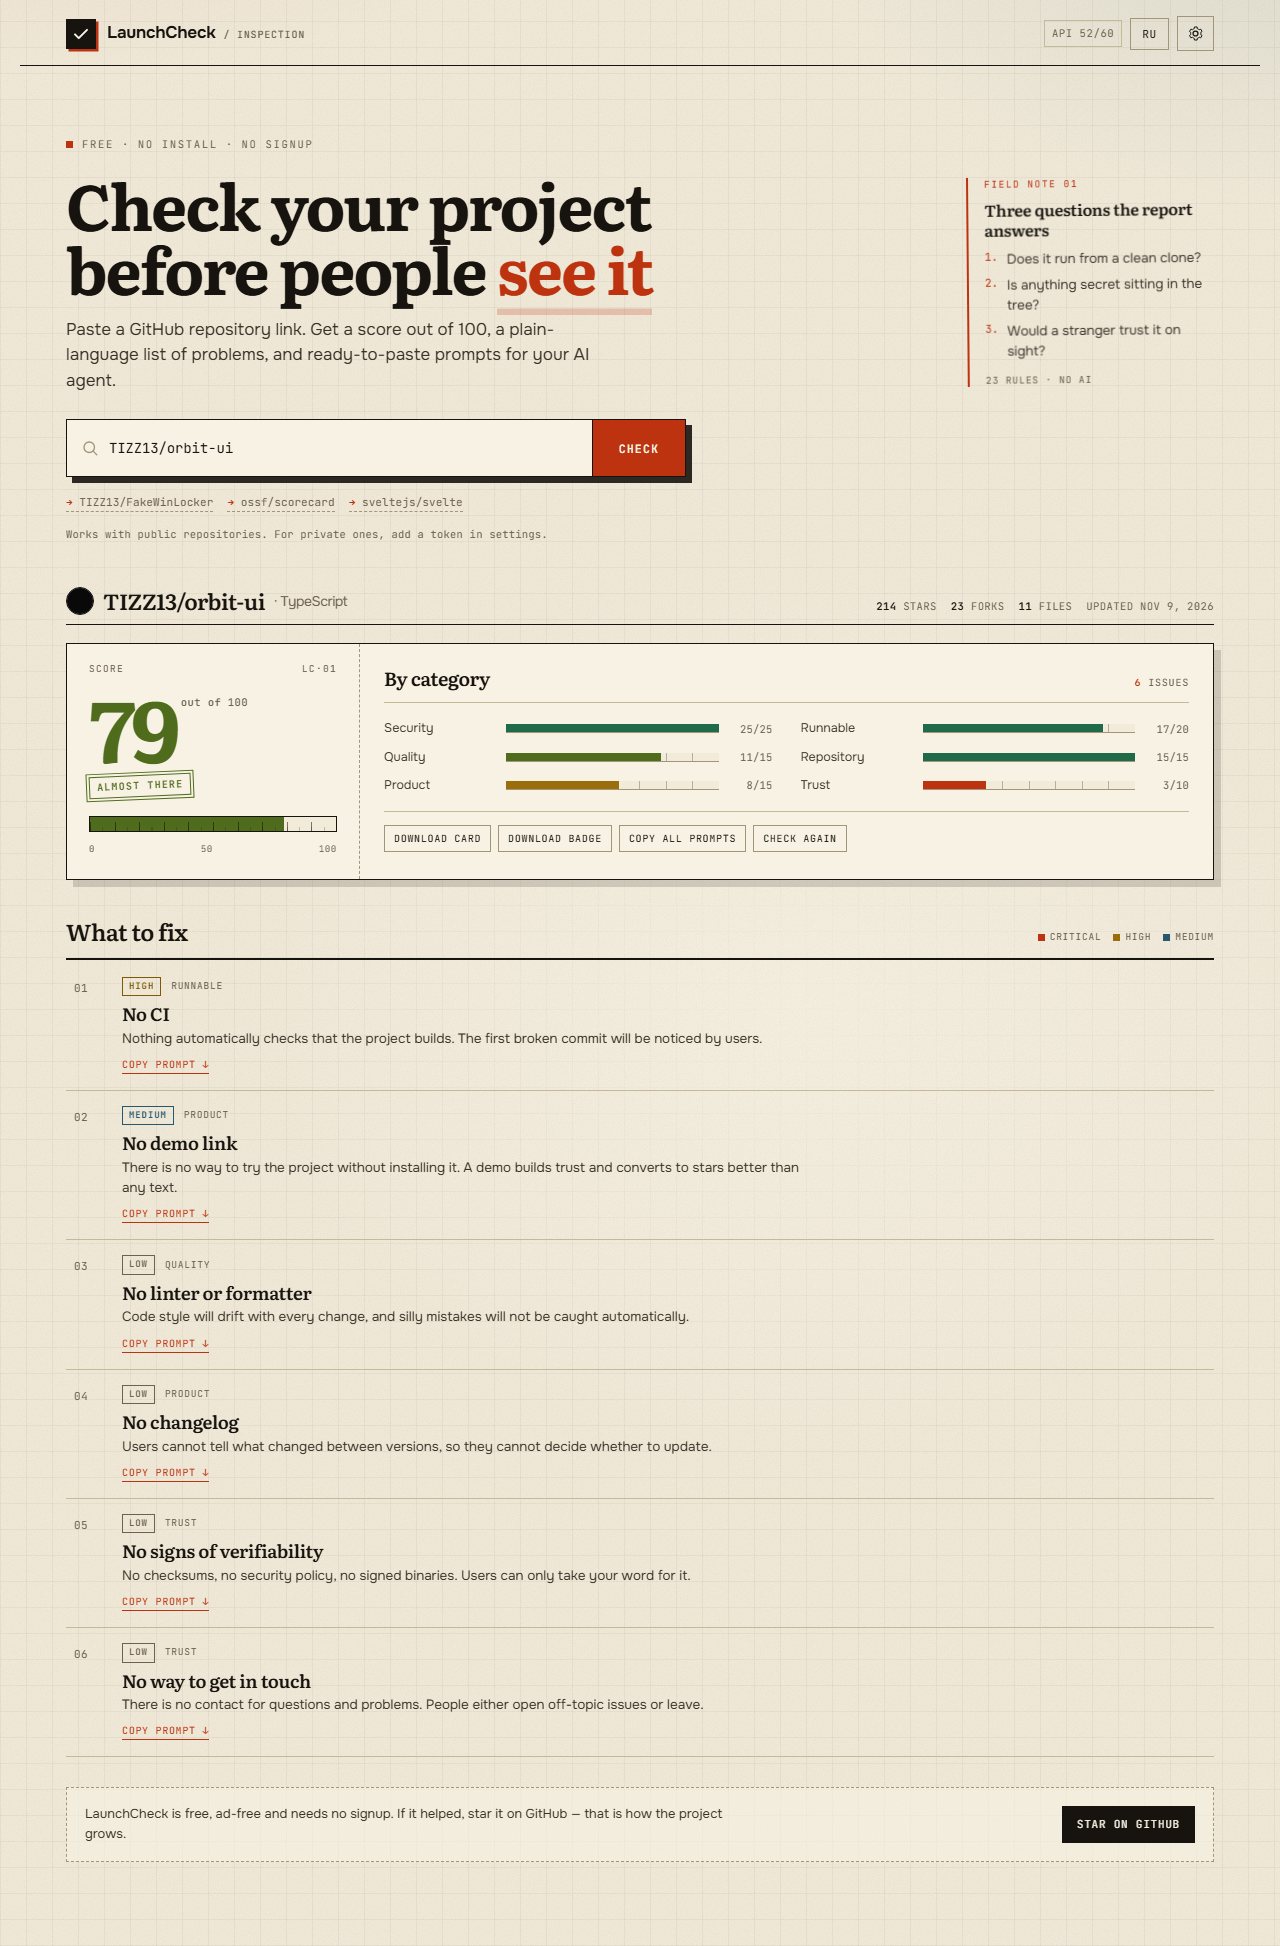 LaunchCheck / INSPECTION
API 52/60
RU
FREE · NO INSTALL · NO SIGNUP
Check your project
before people see it
Paste a GitHub repository link. Get a score out of 100, a plain-
language list of problems, and ready-to-paste prompts for your AI
agent.
FIELD NOTE 01
Three questions the report
answers
1. Does it run from a clean clone?
2. Is anything secret sitting in the
tree?
3. Would a stranger trust it on
sight?
23 RULES · NO AI
TIZZ13/orbit-ui
CHECK
→ TIZZ13/FakeWinLocker → ossf/scorecard → sveltejs/svelte
Works with public repositories. For private ones, add a token in settings.
TIZZ13/orbit-ui · TypeScript
214 STARS 23 FORKS 11 FILES UPDATED NOV 9, 2026
SCORE LC·01
79 out of 100
ALMOST THERE
0 50 100
By category
6 ISSUES
Security 25/25
Runnable 17/20
Quality 11/15
Repository 15/15
Product 8/15
Trust 3/10
DOWNLOAD CARD
DOWNLOAD BADGE
COPY ALL PROMPTS
CHECK AGAIN
What to fix
CRITICAL HIGH MEDIUM
01 HIGH RUNNABLE
No CI
Nothing automatically checks that the project builds. The first broken commit will be noticed by users.
COPY PROMPT ↓
02 MEDIUM PRODUCT
No demo link
There is no way to try the project without installing it. A demo builds trust and converts to stars better than
any text.
COPY PROMPT ↓
03 LOW QUALITY
No linter or formatter
Code style will drift with every change, and silly mistakes will not be caught automatically.
COPY PROMPT ↓
04 LOW PRODUCT
No changelog
Users cannot tell what changed between versions, so they cannot decide whether to update.
COPY PROMPT ↓
05 LOW TRUST
No signs of verifiability
No checksums, no security policy, no signed binaries. Users can only take your word for it.
COPY PROMPT ↓
06 LOW TRUST
No way to get in touch
There is no contact for questions and problems. People either open off-topic issues or leave.
COPY PROMPT ↓
LaunchCheck is free, ad-free and needs no signup. If it helped, star it on GitHub — that is how the project
grows.
STAR ON GITHUB